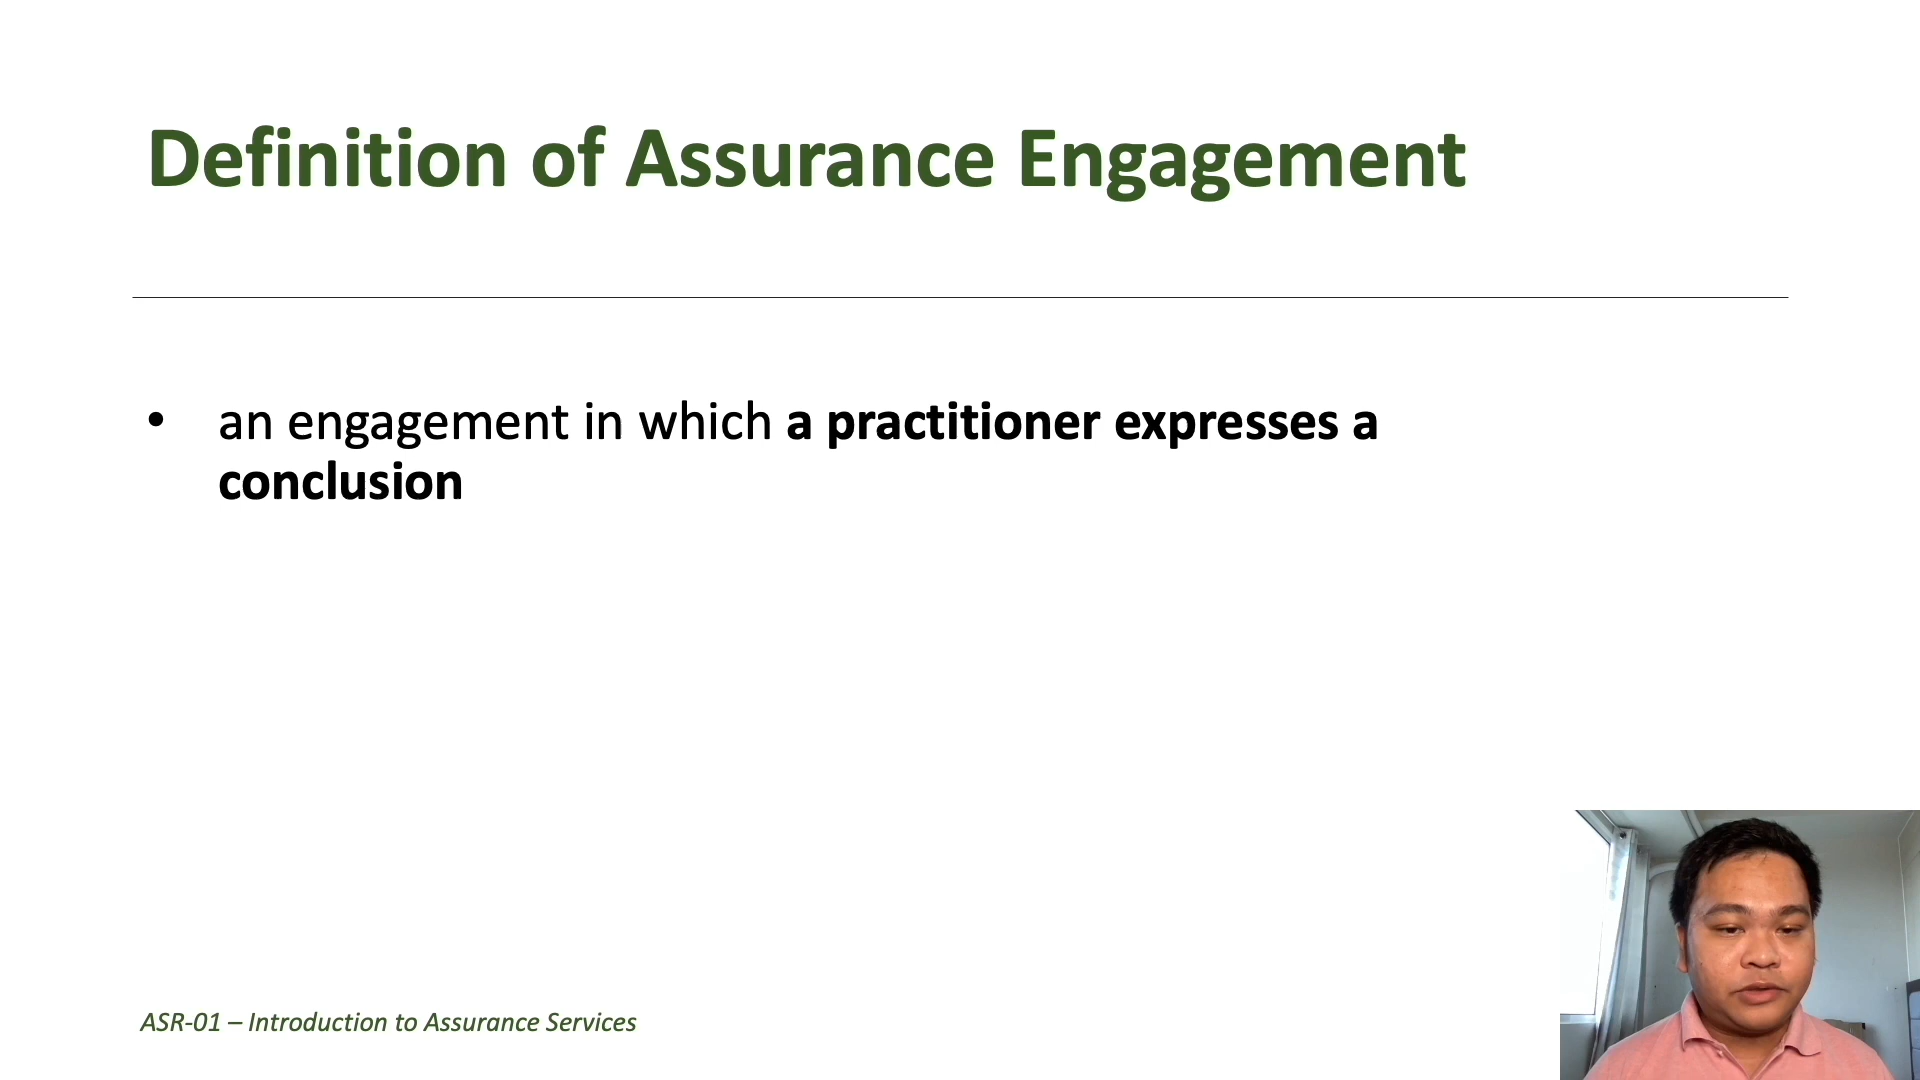 Definition of Assurance Engagement
• an engagement in which a practitioner expresses a
conclusion
ASR-01 – Introduction to Assurance Services